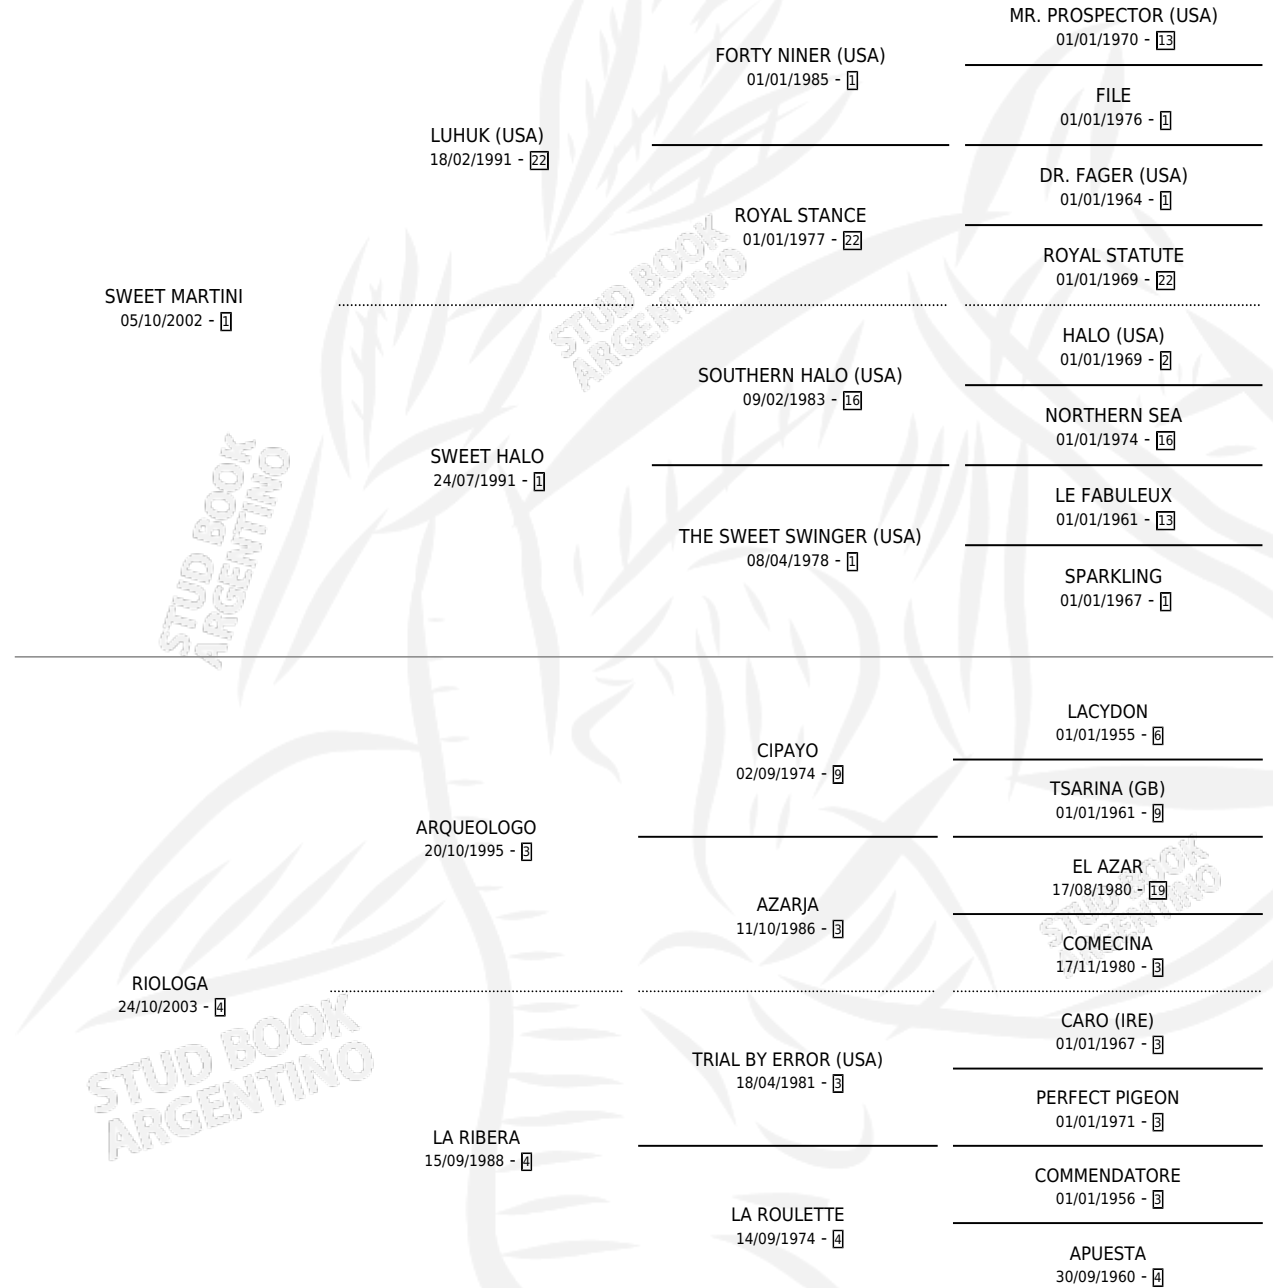 MR. PROSPECTOR (USA)
01/01/1970 - 13
FORTY NINER (USA)
01/01/1985 - 1
FILE
01/01/1976 - 1
LUHUK (USA)
18/02/1991 - 22
DR. FAGER (USA)
01/01/1964 - 1
ROYAL STANCE
01/01/1977 - 22
ROYAL STATUTE
01/01/1969 - 22
SWEET MARTINI
05/10/2002 - 1
STUD BOOK
ARGENTINO
HALO (USA)
01/01/1969 - 2
SOUTHERN HALO (USA)
09/02/1983 - 16
NORTHERN SEA
01/01/1974 - 16
SWEET HALO
24/07/1991 - 1
LE FABULEUX
01/01/1961 - 13
THE SWEET SWINGER (USA)
08/04/1978 - 1
SPARKLING
01/01/1967 - 1
STUD BOOK
ARGENTINO
LACYDON
01/01/1955 - 6
CIPAYO
02/09/1974 - 9
TSARINA (GB)
01/01/1961 - 9
ARQUEOLOGO
20/10/1995 - 3
EL AZAR
17/08/1980 - 19
AZARJA
11/10/1986 - 3
COMECINA
17/11/1980 - 3
STUD BOOK
ARGENTINO
RIOLOGA
24/10/2003 - 4
CARO (IRE)
01/01/1967 - 3
TRIAL BY ERROR (USA)
18/04/1981 - 3
PERFECT PIGEON
01/01/1971 - 3
STUD BOOK
ARGENTINO
LA RIBERA
15/09/1988 - 4
COMMENDATORE
01/01/1956 - 3
LA ROULETTE
14/09/1974 - 4
APUESTA
30/09/1960 - 4